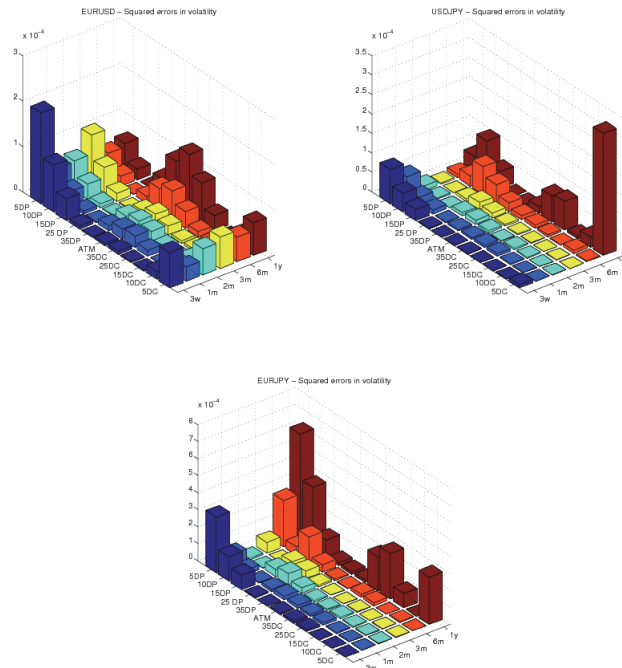 EURUSD – Squared errors in volatility
x 10⁻⁴
3
2
1
0
5DP
10DP
15DP
25 DP
35DP
ATM
35DC
25DC
15DC
10DC
5DC
3w
1m
2m
3m
6m
1y
USDJPY – Squared errors in volatility
x 10⁻⁴
3.5
3
2.5
2
1.5
1
0.5
0
5DP
10DP
15DP
25 DP
35DP
ATM
35DC
25DC
15DC
10DC
5DC
3w
1m
2m
3m
6m
EURJPY – Squared errors in volatility
x 10⁻⁴
8
7
6
5
4
3
2
1
0
5DP
10DP
15DP
25 DP
35DP
ATM
35DC
25DC
15DC
10DC
5DC
3w
1m
2m
3m
6m
1y